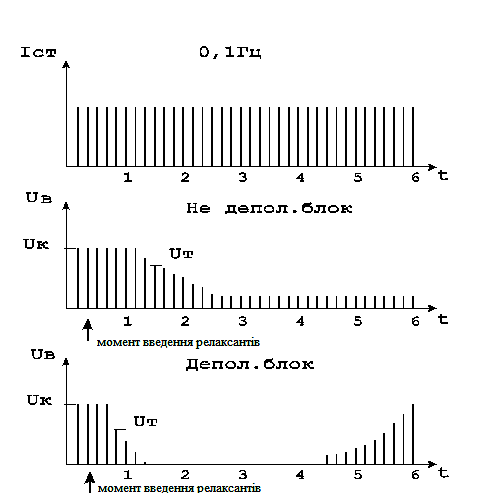 Iст 0,1Гц
1 2 3 4 5 6 t
Uв Не депол.блок
Uк Uт
1 2 3 4 5 6 t
момент введення релаксантів
Uв Депол.блок
Uк Uт
1 2 3 4 5 6 t
момент введення релаксантів